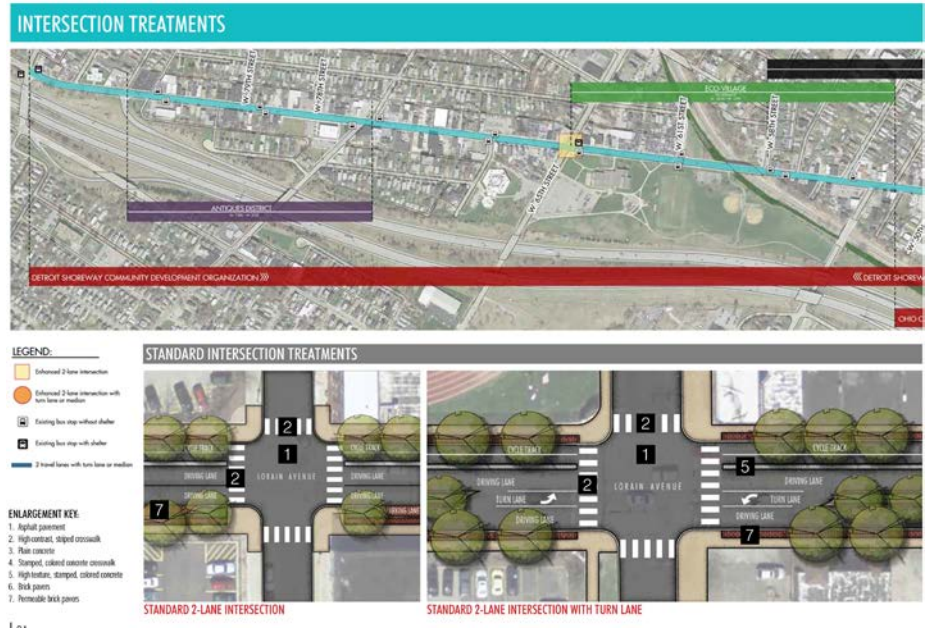 INTERSECTION TREATMENTS
W. 79TH STREET
W. 78TH STREET
W. 65TH STREET
W. 61ST STREET
W. 58TH STREET
ECO-VILLAGE
ANTIQUES DISTRICT
DETROIT SHOREWAY COMMUNITY DEVELOPMENT ORGANIZATION
DETROIT SHOREW
OHIO C
LEGEND:
Enhanced 2-lane intersection
Enhanced 2-lane intersection with
turn lane or median
Existing bus stop without shelter
Existing bus stop with shelter
2 travel lanes with turn lane or median
ENLARGEMENT KEY:
1. Asphalt pavement
2. High-contrast, striped crosswalk
3. Plain concrete
4. Stamped, colored concrete crosswalk
5. High-texture, stamped, colored concrete
6. Brick pavers
7. Permeable brick pavers
STANDARD INTERSECTION TREATMENTS
2
1
CYCLE TRACK
CYCLE TRACK
DRIVING LANE
2
LORAIN AVENUE
DRIVING LANE
DRIVING LANE
DRIVING LANE
7
PARKING LANE
STANDARD 2-LANE INTERSECTION
2
1
CYCLE TRACK
CYCLE TRACK
5
DRIVING LANE
2
LORAIN AVENUE
DRIVING LANE
TURN LANE
TURN LANE
DRIVING LANE
DRIVING LANE
7
STANDARD 2-LANE INTERSECTION WITH TURN LANE